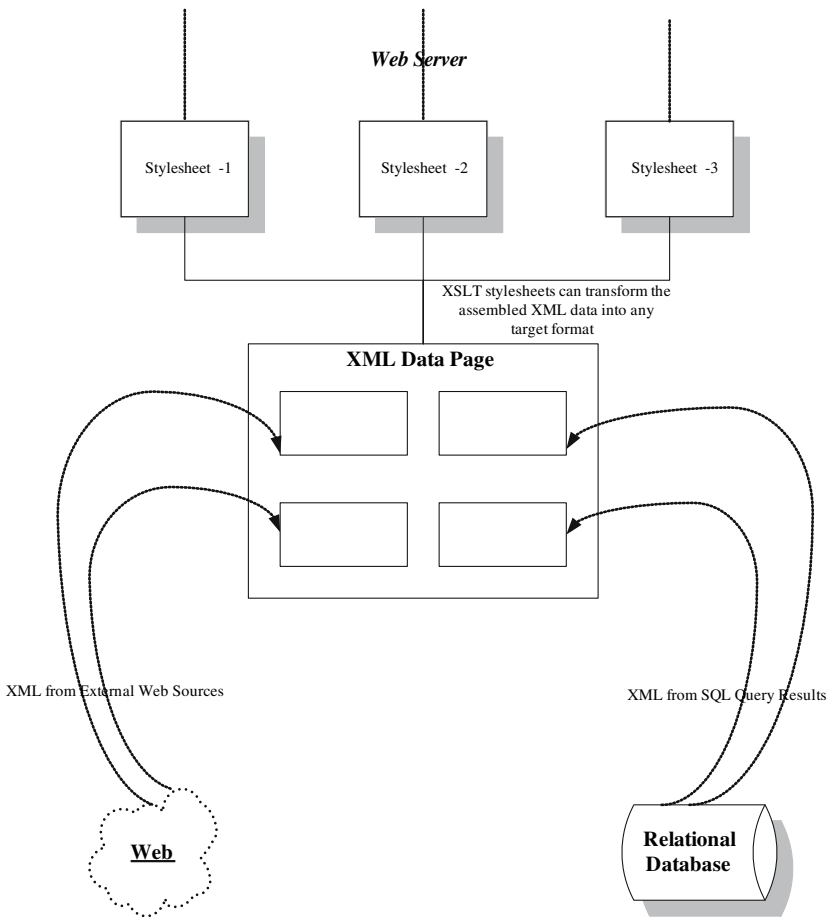 Web Server
Stylesheet -1
Stylesheet -2
Stylesheet -3
XSLT stylesheets can transform the
assembled XML data into any
target format
XML Data Page
XML from External Web Sources
XML from SQL Query Results
Web
Relational
Database